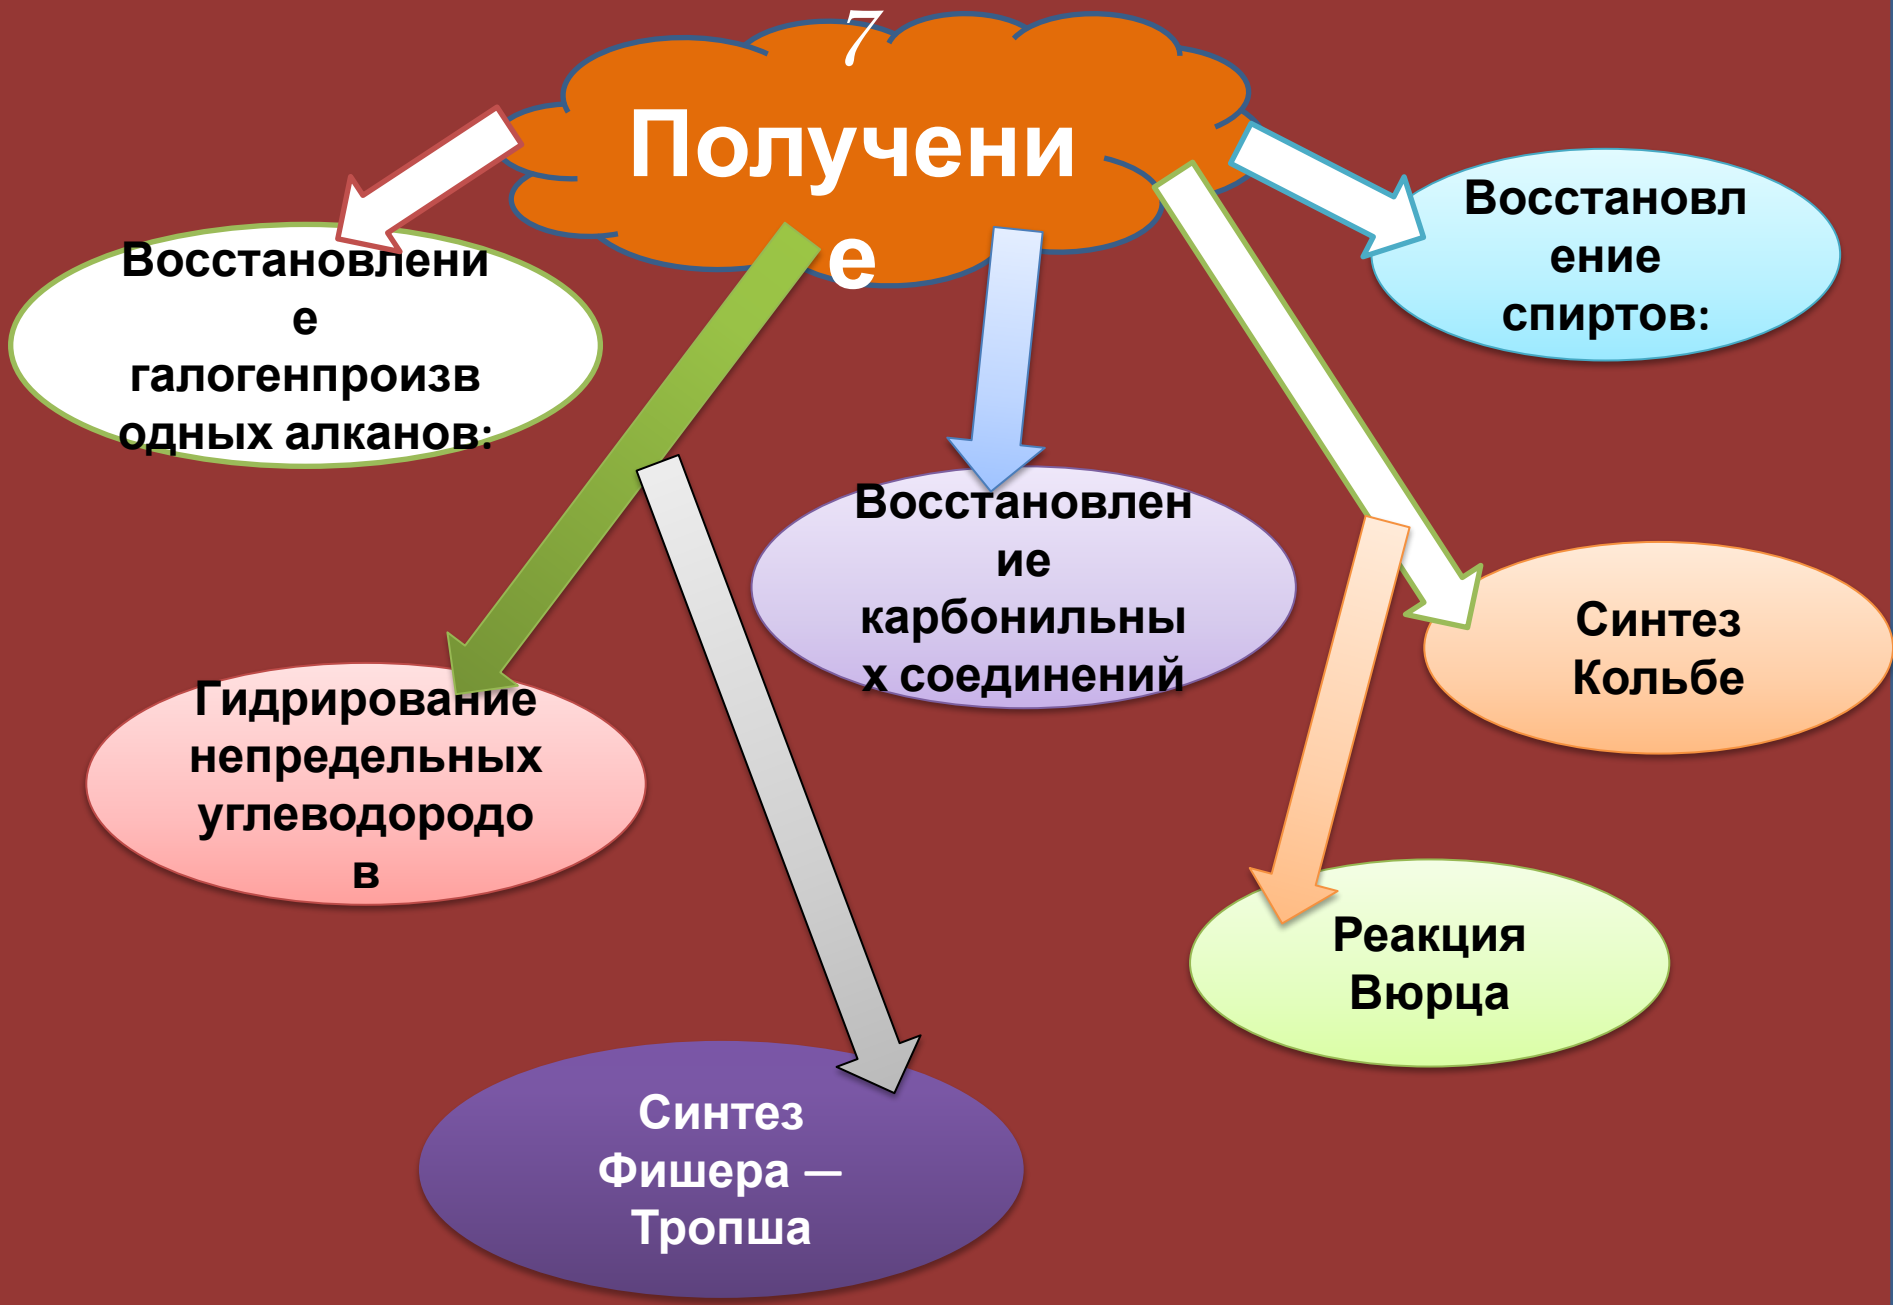 7
Получени
е
Восстановлени
е
галогенпроизв
одных алканов:
Восстановл
ение
спиртов:
Восстановлен
ие
карбонильны
х соединений
Синтез
Кольбе
Гидрирование
непредельных
углеводородо
в
Реакция
Вюрца
Синтез
Фишера —
Тропша